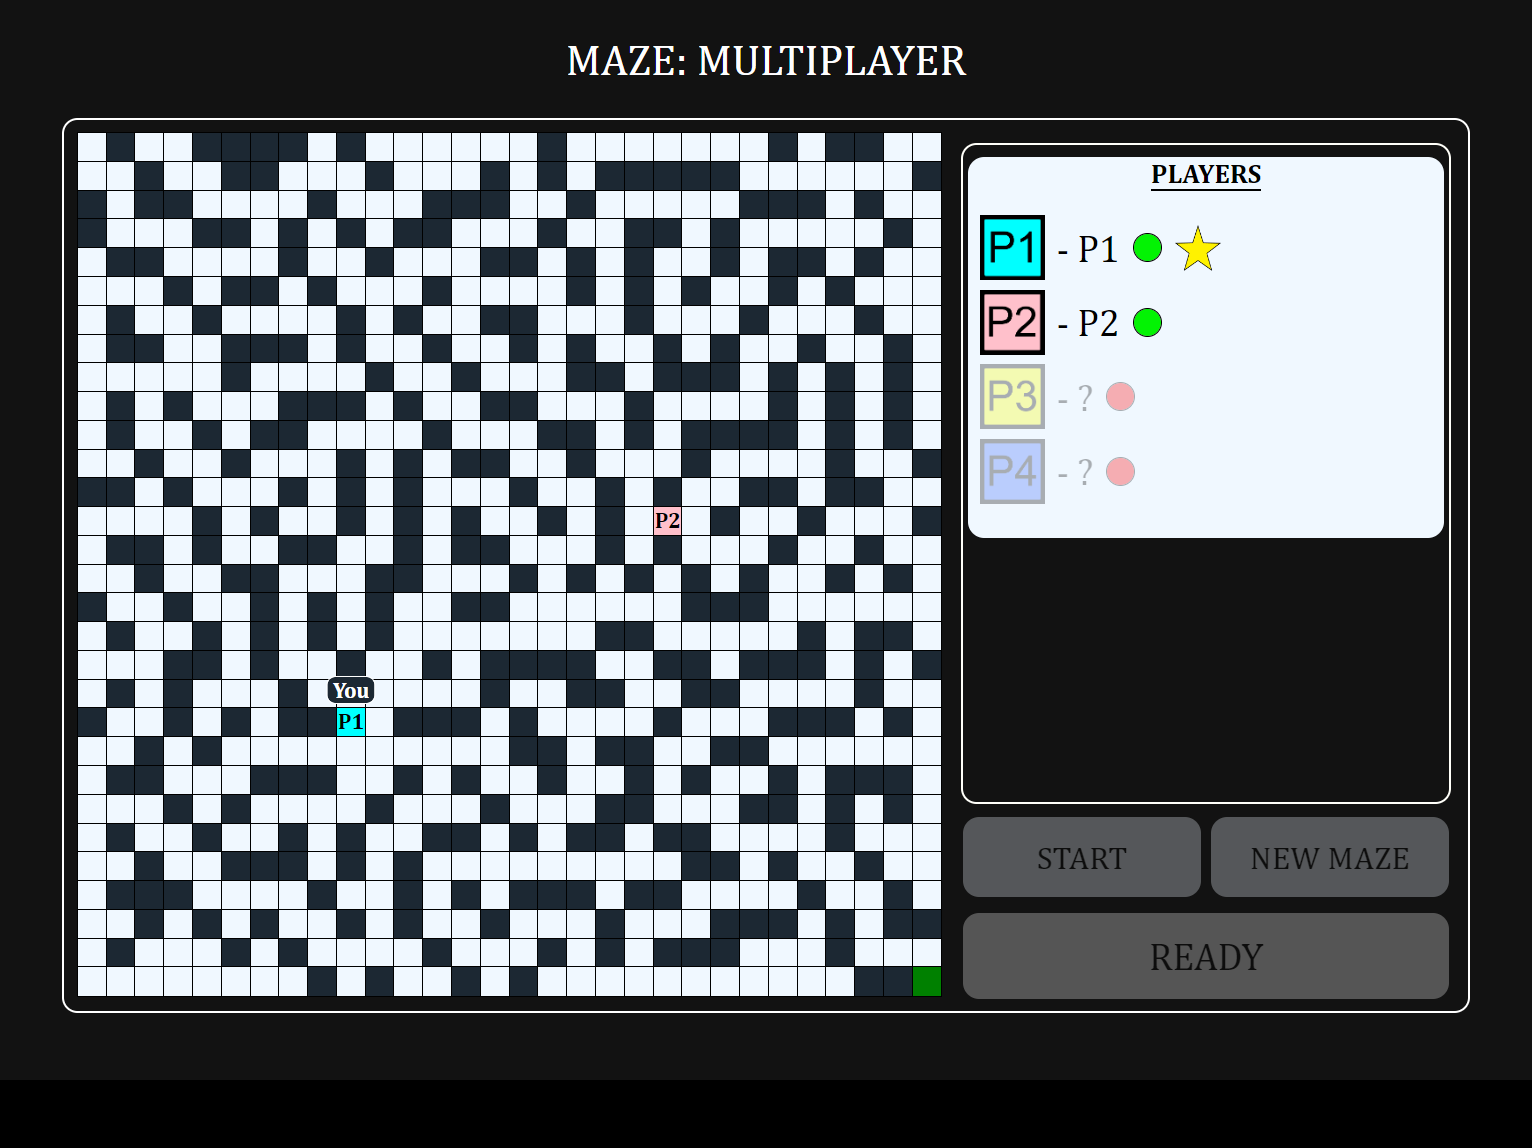 MAZE: MULTIPLAYER
PLAYERS
P1 - P1
P2 - P2
P3 - ?
P4 - ?
P2
You
P1
START
NEW MAZE
READY